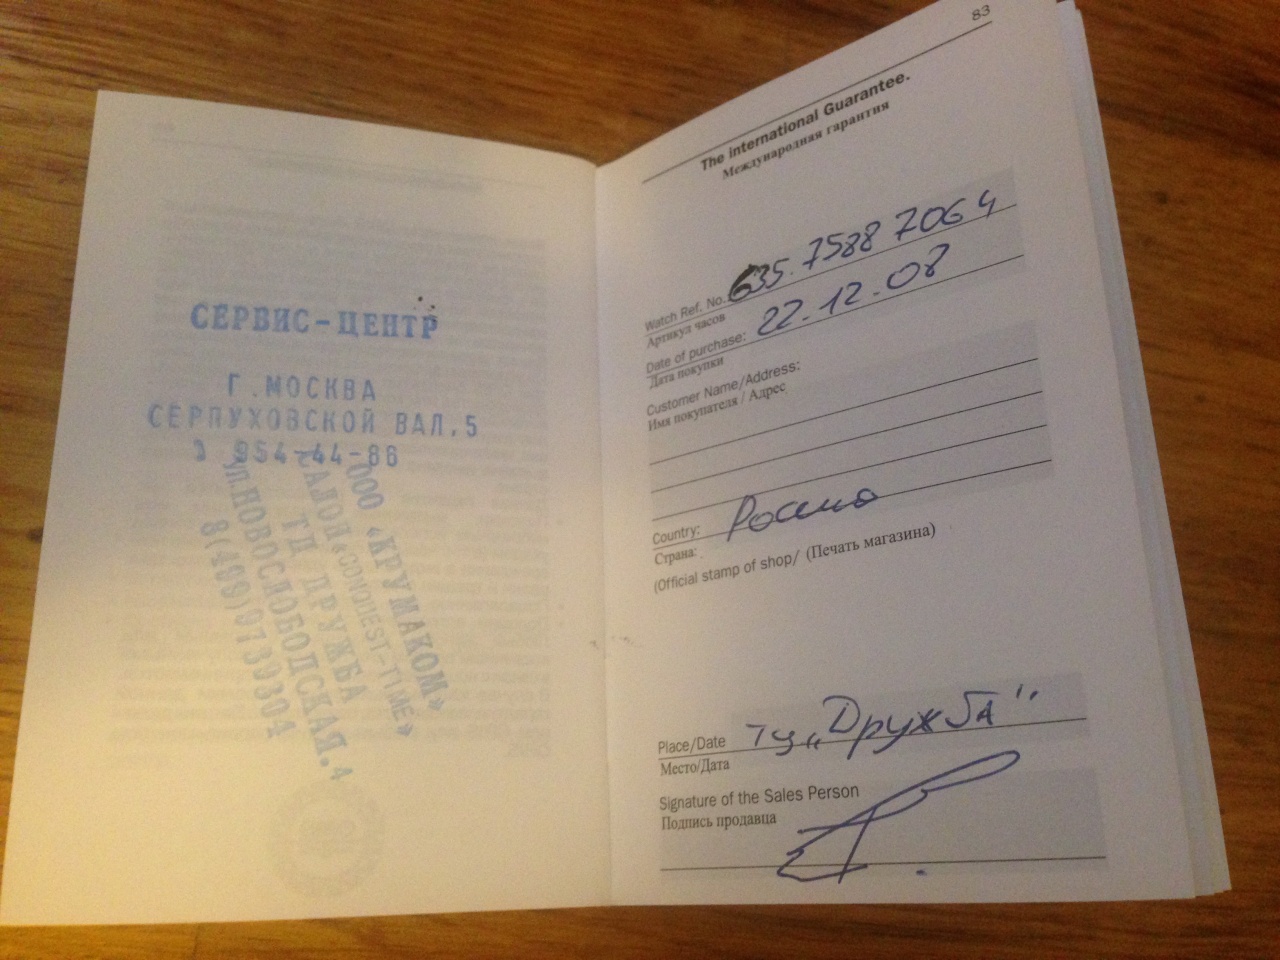 СЕРВИС-ЦЕНТР
Г.МОСКВА
СЕРПУХОВСКОЙ ВАЛ.5
954-44-86
ООО «КРУМАКОМ»
САЛОН «CONQUEST-TIME»
ТЦ ДРУЖБА
УЛ.НОВОСЛОБОДСКАЯ.4
8(499)9730304
83
The international Guarantee.
Международная гарантия
Watch Ref. No. 635.7588 7064
Артикул часов
Date of purchase: 22.12.08
Дата покупки
Customer Name/Address:
Имя покупателя / Адрес
Country: Россия
Страна:
(Official stamp of shop/ (Печать магазина)
Place/Date ТЦ „Дружба"
Место/Дата
Signature of the Sales Person
Подпись продавца